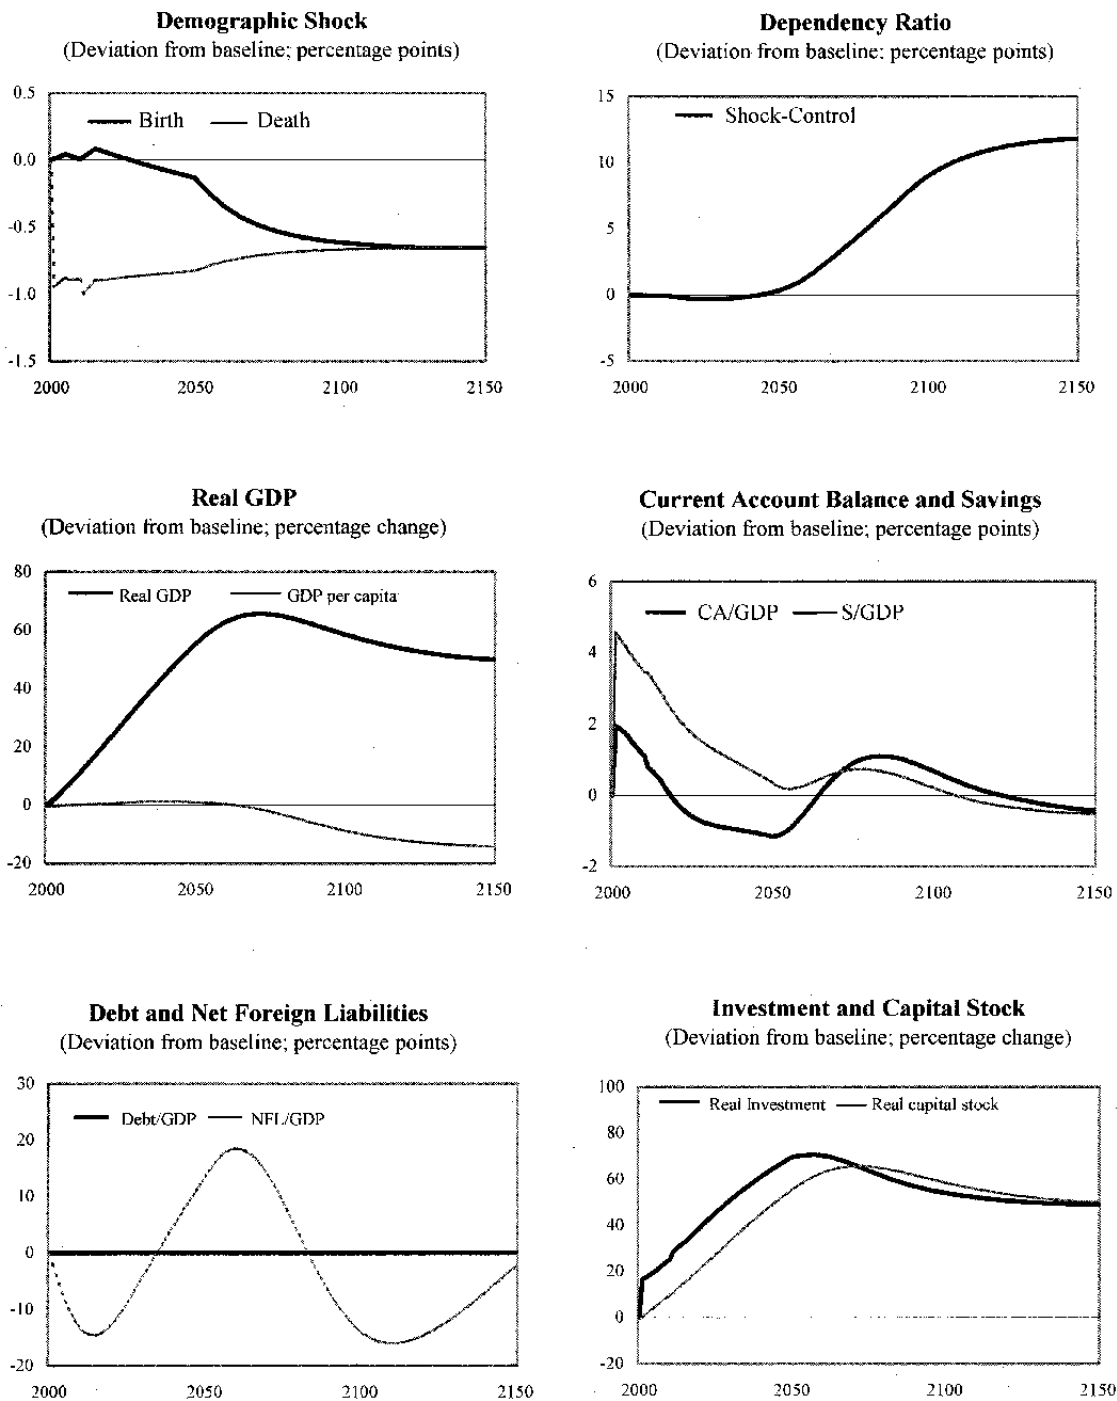 Demographic Shock
(Deviation from baseline; percentage points)
0.5
0.0
-0.5
-1.0
-1.5
Birth Death
2000 2050 2100 2150
Dependency Ratio
(Deviation from baseline; percentage points)
15
10
5
0
-5
Shock-Control
2000 2050 2100 2150
Real GDP
(Deviation from baseline; percentage change)
80
60
40
20
0
-20
Real GDP GDP per capita
2000 2050 2100 2150
Current Account Balance and Savings
(Deviation from baseline; percentage points)
6
4
2
0
-2
CA/GDP S/GDP
2000 2050 2100 2150
Debt and Net Foreign Liabilities
(Deviation from baseline; percentage points)
30
20
10
0
-10
-20
Debt/GDP NFL/GDP
2000 2050 2100 2150
Investment and Capital Stock
(Deviation from baseline; percentage change)
100
80
60
40
20
0
-20
Real Investment Real capital stock
2000 2050 2100 2150